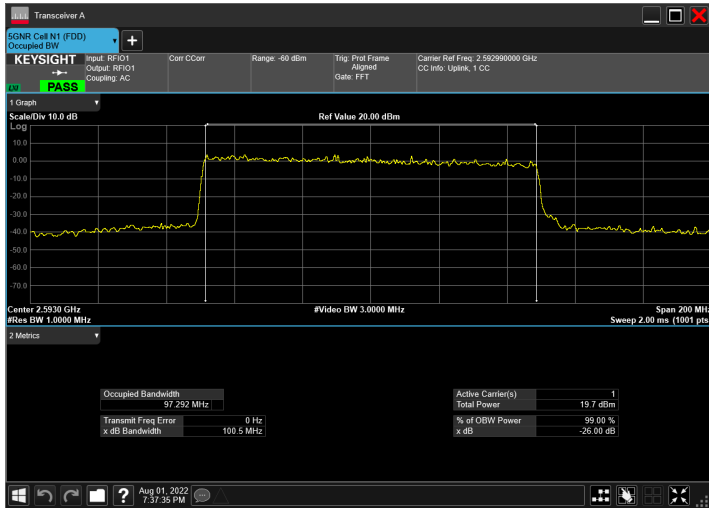 Transceiver A
5GNR Cell N1 (FDD)
Occupied BW
KEYSIGHT
LXI
PASS
Input: RFIO1
Output: RFIO1
Coupling: AC
Corr CCorr
Range: -60 dBm
Trig: Prot Frame
Aligned
Gate: FFT
Carrier Ref Freq: 2.592990000 GHz
CC Info: Uplink, 1 CC
1 Graph
Scale/Div 10.0 dB
Ref Value 20.00 dBm
Log
10.0
0.00
-10.0
-20.0
-30.0
-40.0
-50.0
-60.0
-70.0
Center 2.5930 GHz
#Video BW 3.0000 MHz
Span 200 MHz
#Res BW 1.0000 MHz
Sweep 2.00 ms (1001 pts
2 Metrics
Occupied Bandwidth
97.292 MHz
Transmit Freq Error 0 Hz
x dB Bandwidth 100.5 MHz
Active Carrier(s) 1
Total Power 19.7 dBm
% of OBW Power 99.00 %
x dB -26.00 dB
?
Aug 01, 2022
7:37:35 PM